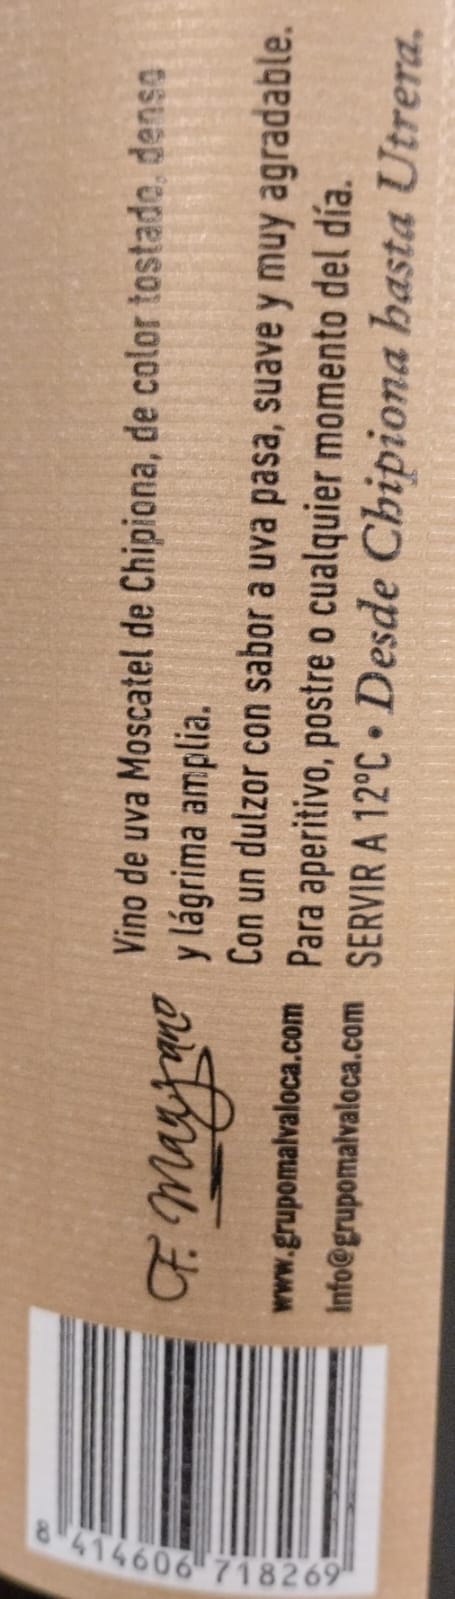 Vino de uva Moscatel de Chipiona, de color tostado, denso
y lágrima amplia.
Con un dulzor con sabor a uva pasa, suave y muy agradable.
Para aperitivo, postre o cualquier momento del día.
SERVIR A 12ºC • Desde Chipiona hasta Utrera.
F. Manzano
www.grupomalvaloca.com
info@grupomalvaloca.com
8 414606 718269